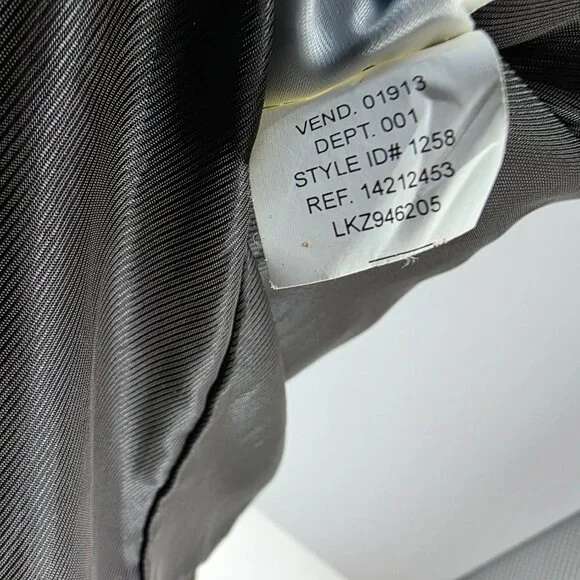 VEND. 01913
DEPT. 001
STYLE ID# 1258
REF. 14212453
LKZ946205